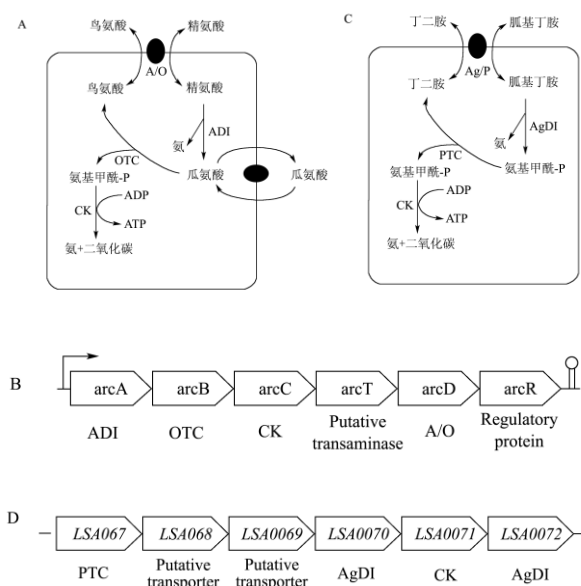 A
鸟氨酸 精氨酸
A/O
鸟氨酸 精氨酸
氨 ADI
OTC
氨基甲酰-P 瓜氨酸 瓜氨酸
CK ADP
ATP
氨+二氧化碳
C
丁二胺 胍基丁胺
Ag/P
丁二胺 胍基丁胺
氨 AgDI
PTC
氨基甲酰-P 氨基甲酰-P
CK ADP
ATP
氨+二氧化碳
B
arcA arcB arcC arcT arcD arcR
ADI OTC CK Putative transaminase A/O Regulatory protein
D
LSA067 LSA068 LSA0069 LSA0070 LSA0071 LSA0072
PTC Putative transporter Putative transporter AgDI CK AgDI